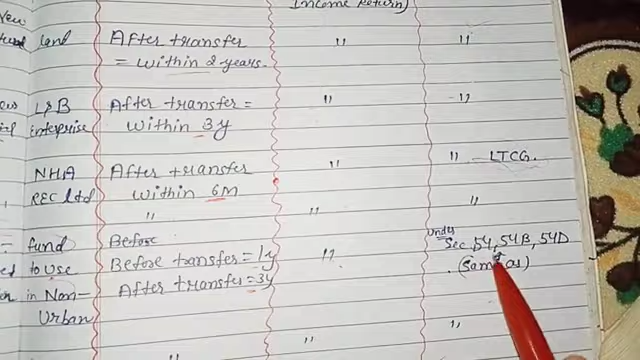 Income Return)
New
land After transfer 〃 〃
= within 2 years.
L&B After transfer = 〃 〃
Enterprise within 3y
NHA After transfer 〃 〃 LTCG.
REC Ltd within 6M
〃 〃 〃
= fund Before Under
to Use Before transfer = 1y 〃 Sec 54, 54B, 54D
in Non- After transfer = 3y (Same as)
Urban
〃 〃 〃